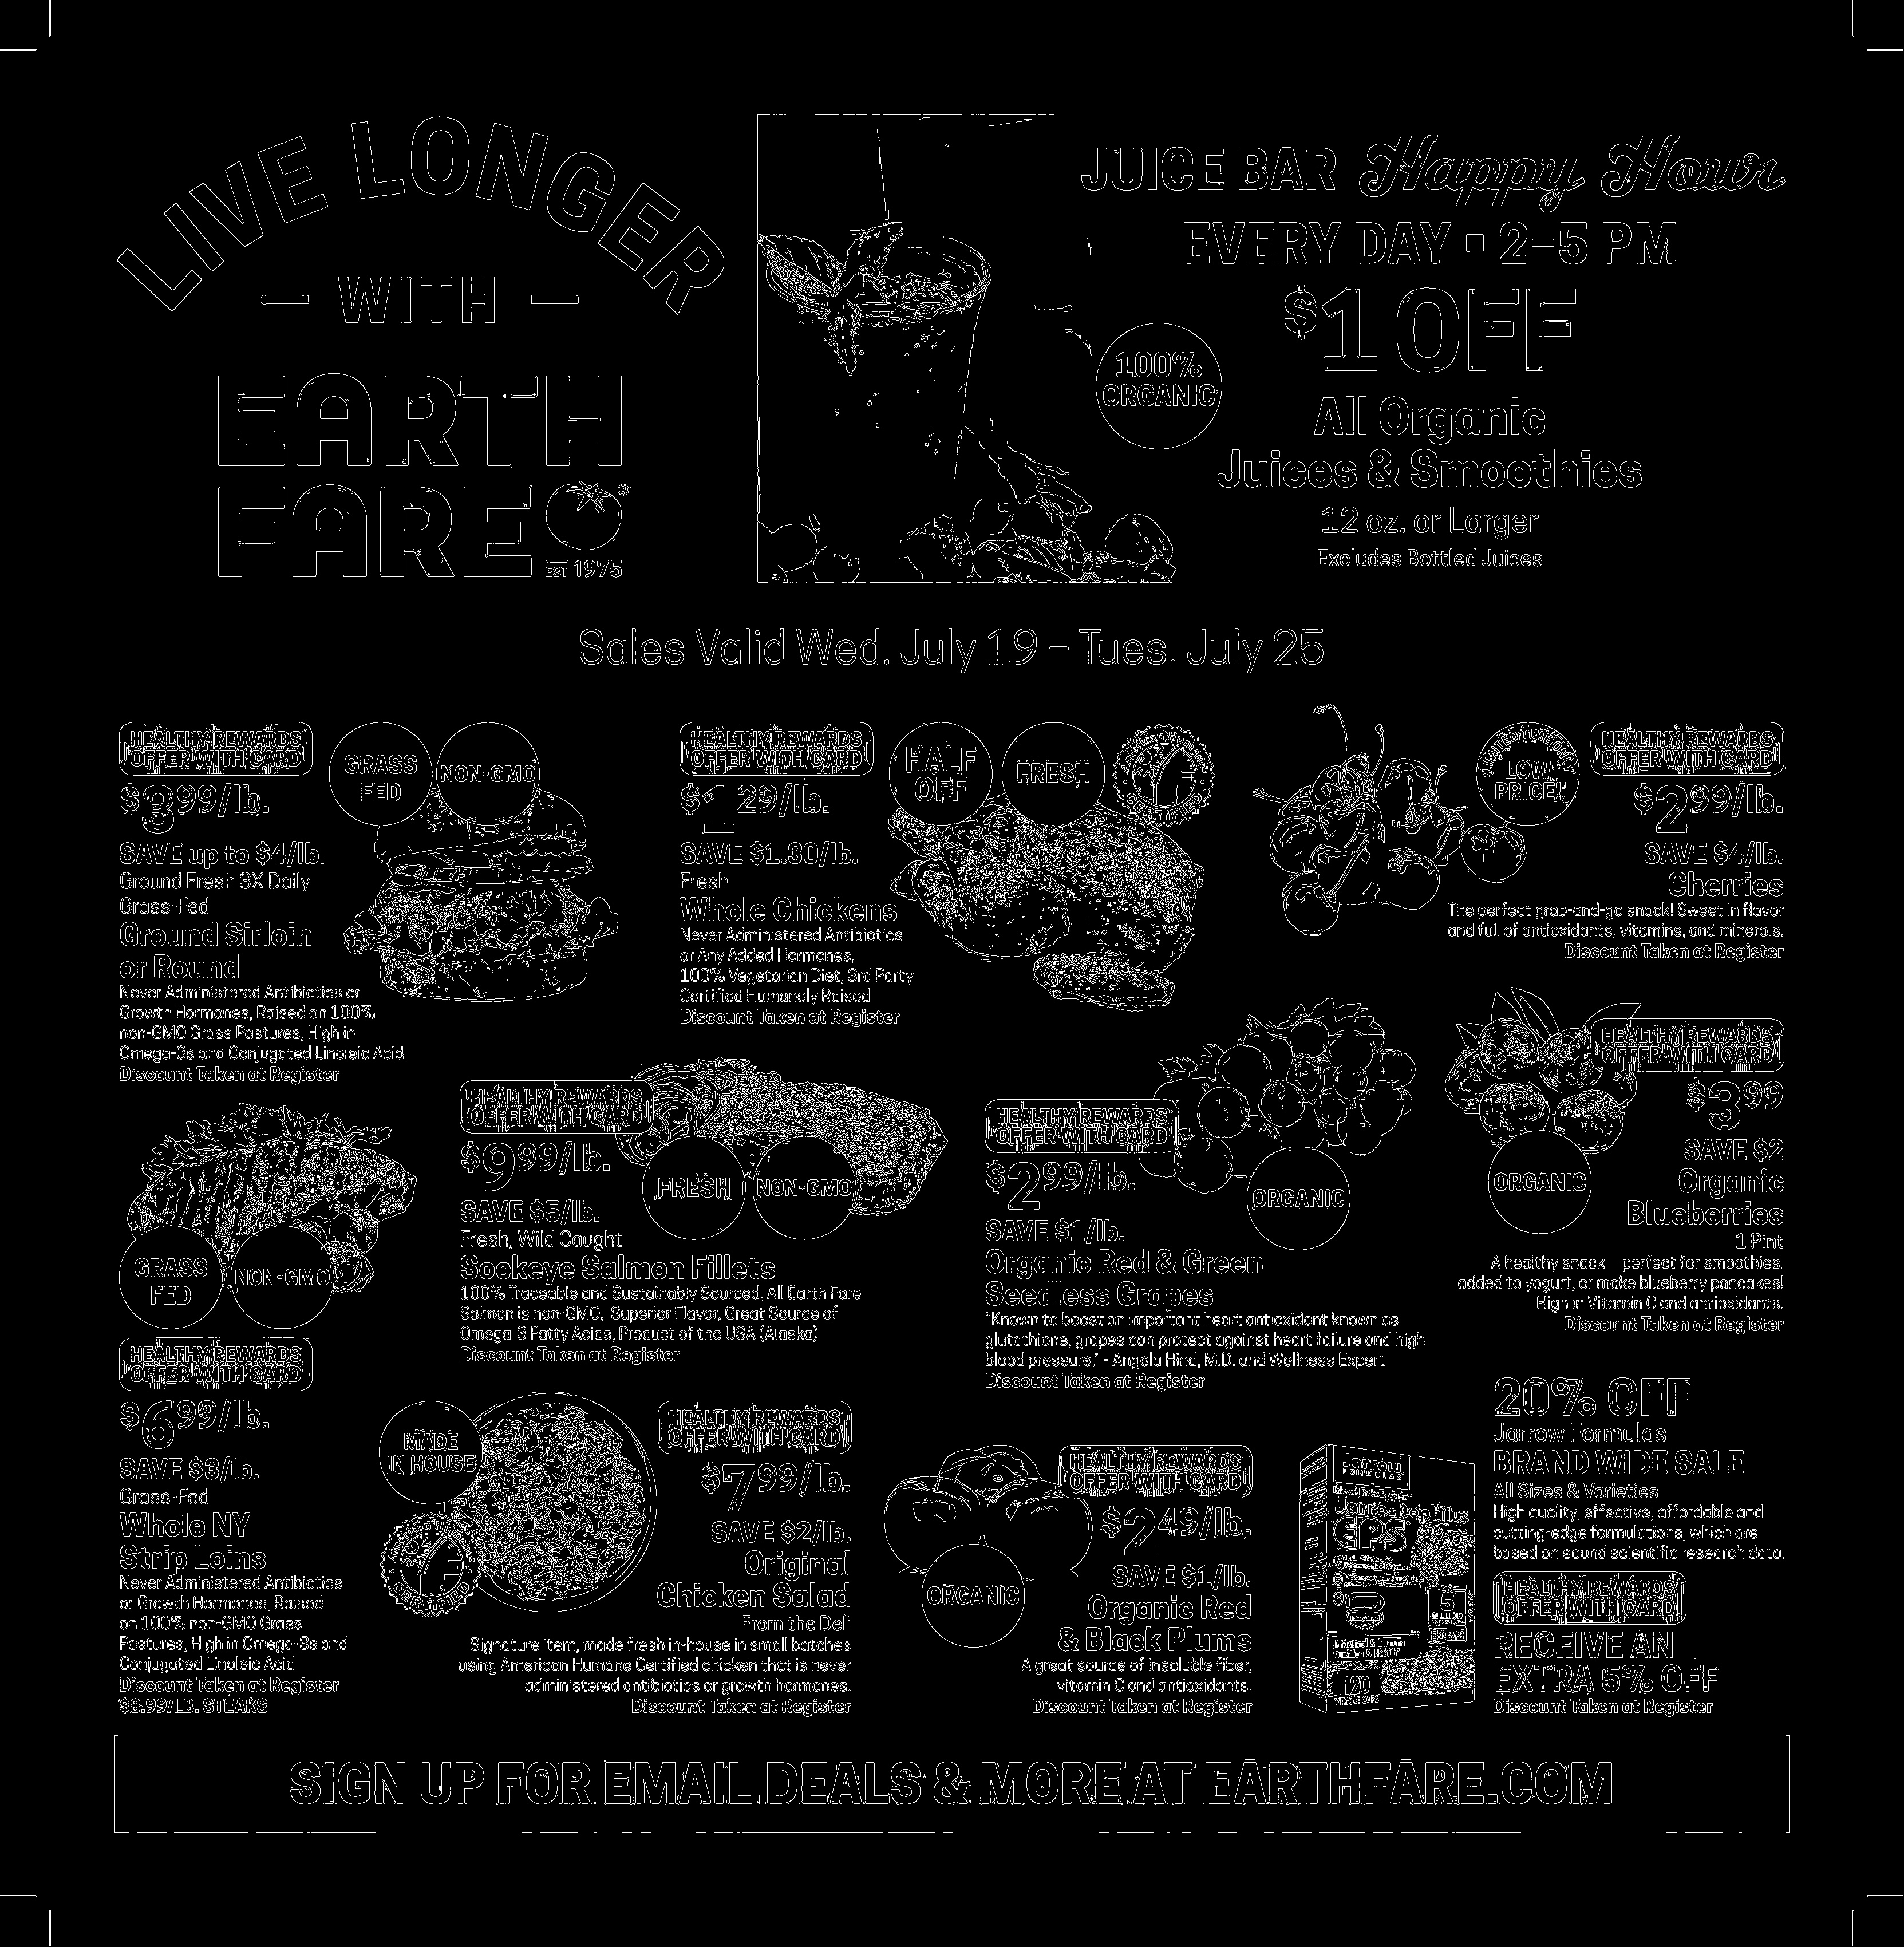 LIVE LONGER
— WITH —
EARTH
FARE®
EST 1975
JUICE BAR Happy Hour
EVERY DAY ▪ 2–5 PM
$1 OFF
100%
ORGANIC
All Organic
Juices & Smoothies
12 oz. or Larger
Excludes Bottled Juices
Sales Valid Wed. July 19 – Tues. July 25
HEALTHY REWARDS
OFFER WITH CARD
GRASS
FED
NON-GMO
$3 99/lb.
SAVE up to $4/lb.
Ground Fresh 3X Daily
Grass-Fed
Ground Sirloin
or Round
Never Administered Antibiotics or
Growth Hormones, Raised on 100%
non-GMO Grass Pastures, High in
Omega-3s and Conjugated Linoleic Acid
Discount Taken at Register
HEALTHY REWARDS
OFFER WITH CARD
HALF
OFF
FRESH
American Humane
CERTIFIED
$1 29/lb.
SAVE $1.30/lb.
Fresh
Whole Chickens
Never Administered Antibiotics
or Any Added Hormones,
100% Vegetarian Diet, 3rd Party
Certified Humanely Raised
Discount Taken at Register
LIMITED TIME ONLY
LOW
PRICE!
HEALTHY REWARDS
OFFER WITH CARD
$2 99/lb.
SAVE $4/lb.
Cherries
The perfect grab-and-go snack! Sweet in flavor
and full of antioxidants, vitamins, and minerals.
Discount Taken at Register
GRASS
FED
NON-GMO
HEALTHY REWARDS
OFFER WITH CARD
$6 99/lb.
SAVE $3/lb.
Grass-Fed
Whole NY
Strip Loins
Never Administered Antibiotics
or Growth Hormones, Raised
on 100% non-GMO Grass
Pastures, High in Omega-3s and
Conjugated Linoleic Acid
Discount Taken at Register
$8.99/LB. STEAKS
HEALTHY REWARDS
OFFER WITH CARD
$9 99/lb.
FRESH
NON-GMO
SAVE $5/lb.
Fresh, Wild Caught
Sockeye Salmon Fillets
100% Traceable and Sustainably Sourced, All Earth Fare
Salmon is non-GMO, Superior Flavor, Great Source of
Omega-3 Fatty Acids, Product of the USA (Alaska)
Discount Taken at Register
HEALTHY REWARDS
OFFER WITH CARD
$2 99/lb.
ORGANIC
SAVE $1/lb.
Organic Red & Green
Seedless Grapes
"Known to boost an important heart antioxidant known as
glutathione, grapes can protect against heart failure and high
blood pressure." - Angela Hind, M.D. and Wellness Expert
Discount Taken at Register
HEALTHY REWARDS
OFFER WITH CARD
ORGANIC
$3 99
SAVE $2
Organic
Blueberries
1 Pint
A healthy snack—perfect for smoothies,
added to yogurt, or make blueberry pancakes!
High in Vitamin C and antioxidants.
Discount Taken at Register
MADE
IN HOUSE
American Humane
CERTIFIED
HEALTHY REWARDS
OFFER WITH CARD
$7 99/lb.
SAVE $2/lb.
Original
Chicken Salad
From the Deli
Signature item, made fresh in-house in small batches
using American Humane Certified chicken that is never
administered antibiotics or growth hormones.
Discount Taken at Register
HEALTHY REWARDS
OFFER WITH CARD
ORGANIC
$2 49/lb.
SAVE $1/lb.
Organic Red
& Black Plums
A great source of insoluble fiber,
vitamin C and antioxidants.
Discount Taken at Register
Jarrow
FORMULAS
Jarro-Dophilus
EPS
5
BILLION
Intestinal & Immune
Function & Health
120
VEGGIE CAPS
20% OFF
Jarrow Formulas
BRAND WIDE SALE
All Sizes & Varieties
High quality, effective, affordable and
cutting-edge formulations, which are
based on sound scientific research data.
HEALTHY REWARDS
OFFER WITH CARD
RECEIVE AN
EXTRA 5% OFF
Discount Taken at Register
SIGN UP FOR EMAIL DEALS & MORE AT EARTHFARE.COM